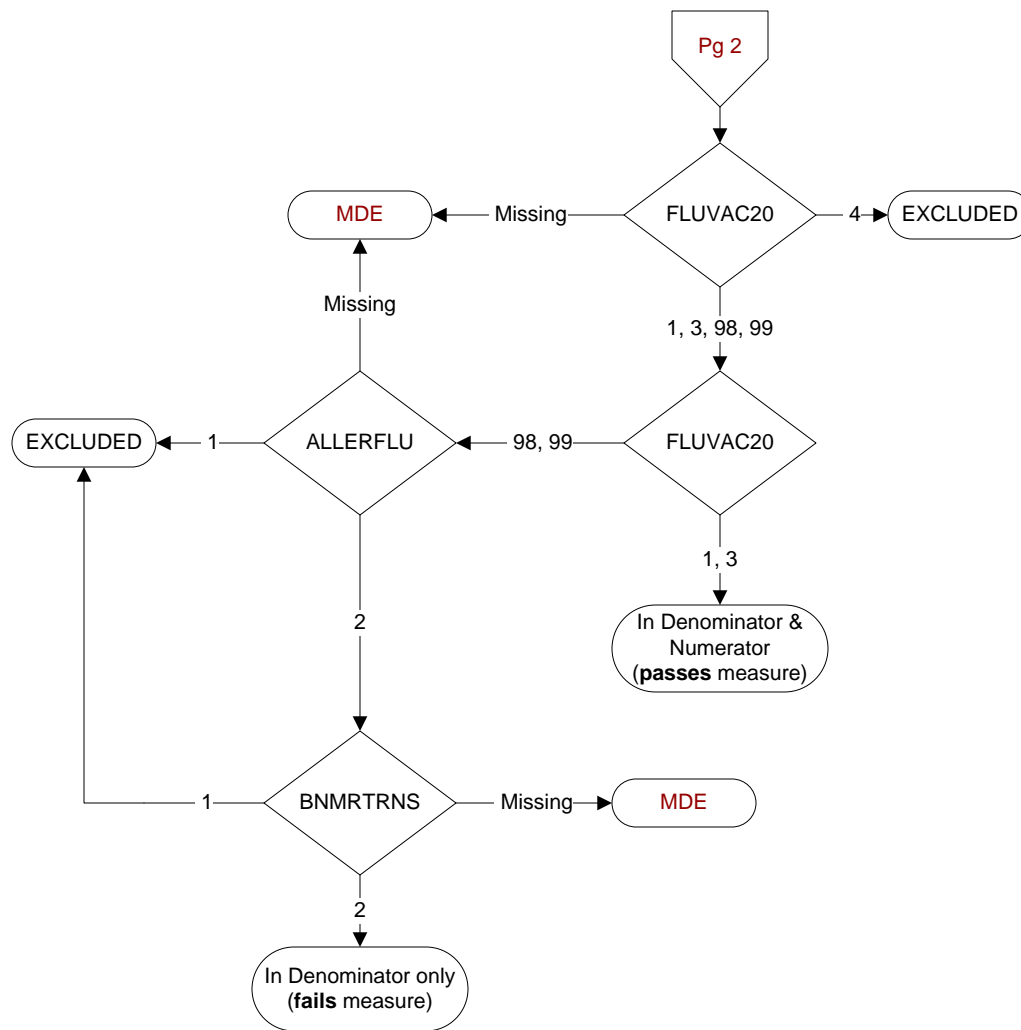 Pg 2
MDE
Missing
FLUVAC20
4
EXCLUDED
Missing
1, 3, 98, 99
EXCLUDED
1
ALLERFLU
98, 99
FLUVAC20
1, 3
2
In Denominator &
Numerator
(passes measure)
1
BNMRTRNS
Missing
MDE
2
In Denominator only
(fails measure)